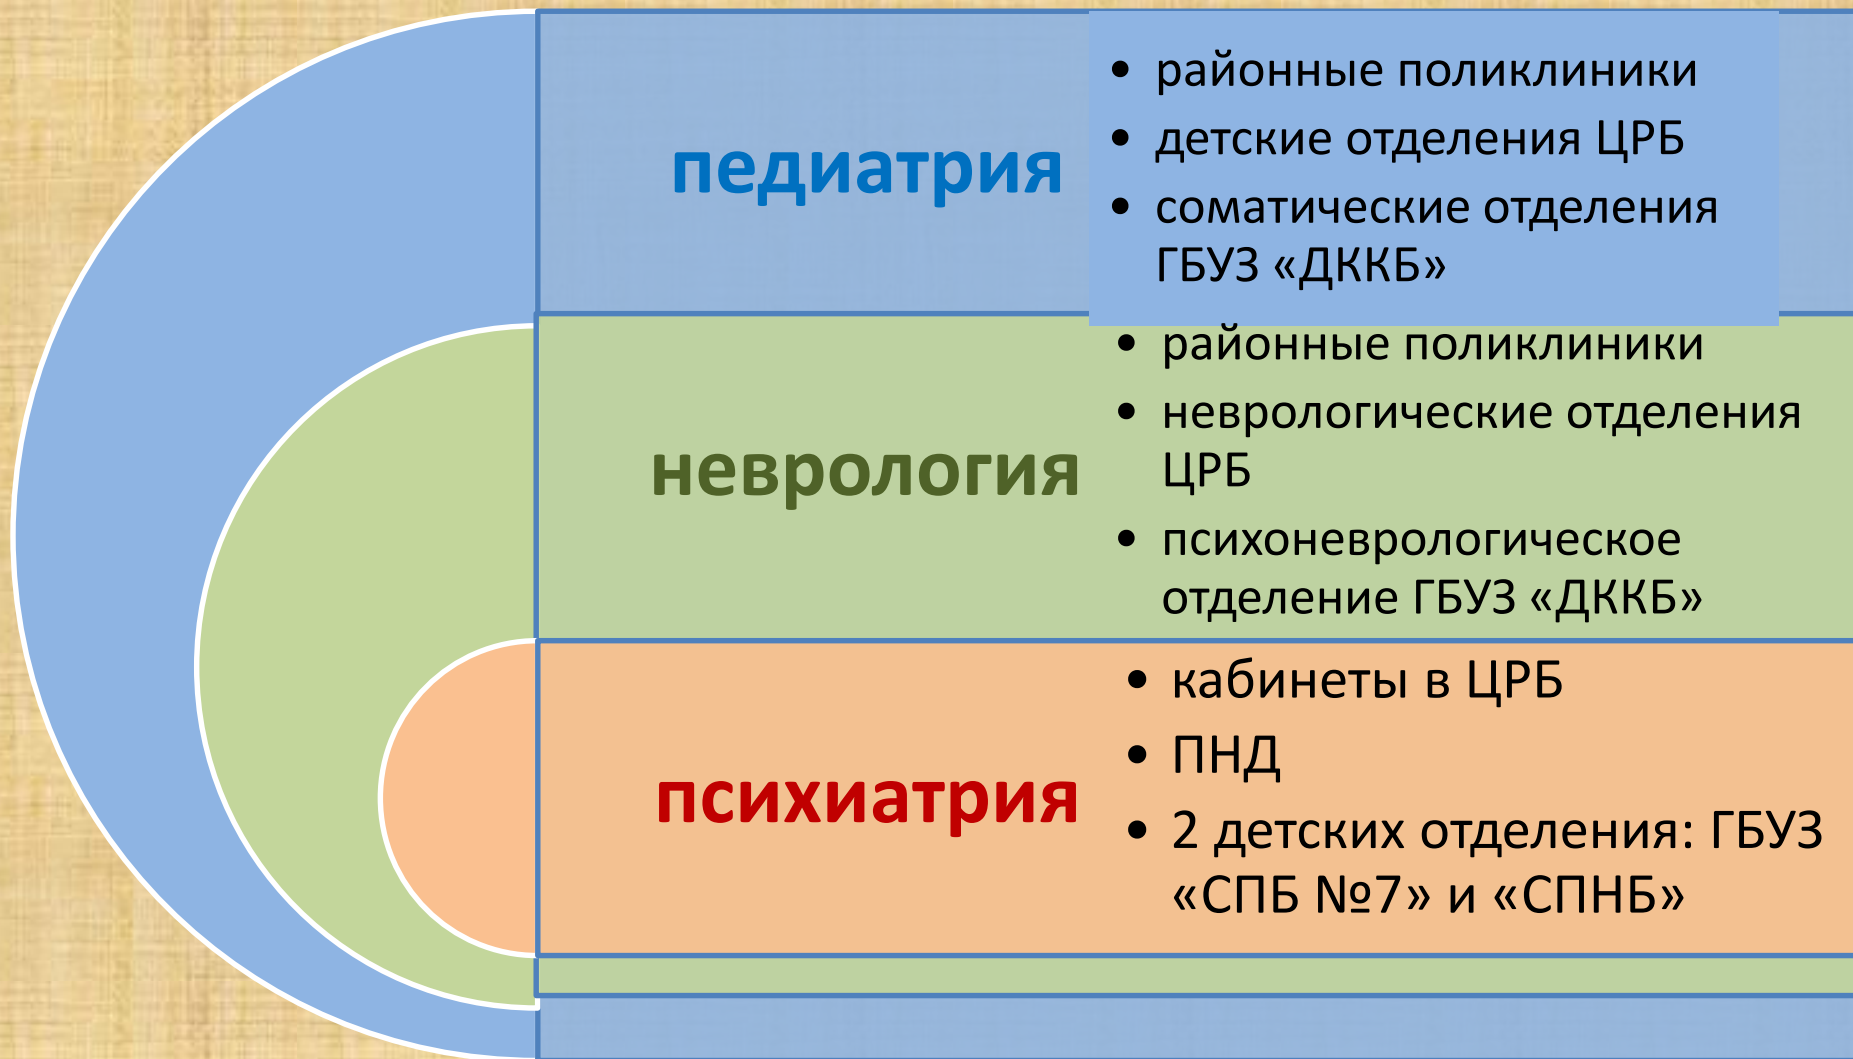 педиатрия
• районные поликлиники
• детские отделения ЦРБ
• соматические отделения
ГБУЗ «ДККБ»
неврология
• районные поликлиники
• неврологические отделения
ЦРБ
• психоневрологическое
отделение ГБУЗ «ДККБ»
психиатрия
• кабинеты в ЦРБ
• ПНД
• 2 детских отделения: ГБУЗ
«СПБ №7» и «СПНБ»